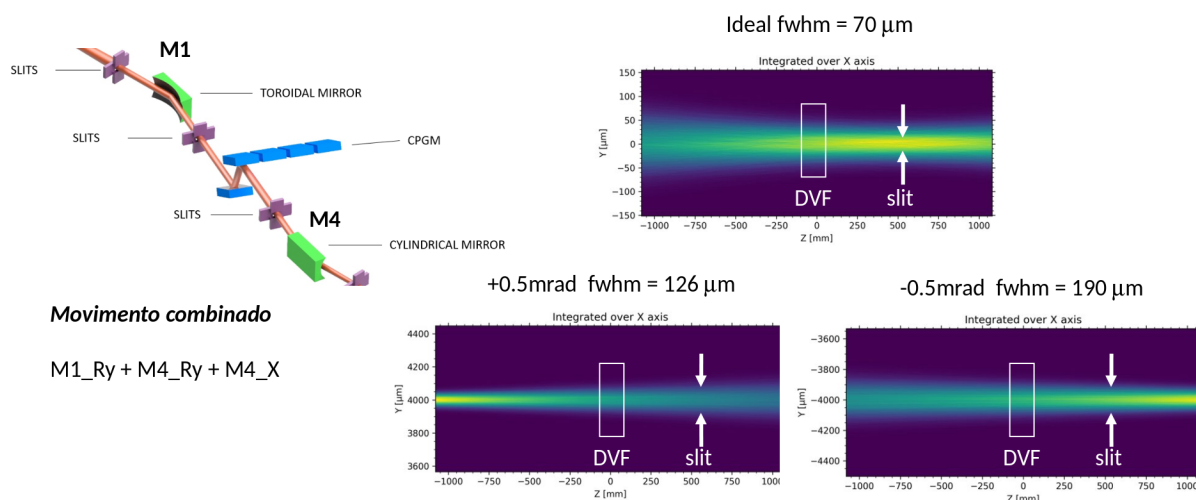 M1
SLITS
TOROIDAL MIRROR
SLITS
CPGM
SLITS
M4
CYLINDRICAL MIRROR
Movimento combinado
M1_Ry + M4_Ry + M4_X
Ideal fwhm = 70 μm
Integrated over X axis
150
100
50
0
−50
−100
−150
Y [μm]
DVF
slit
−1000 −750 −500 −250 0 250 500 750 1000
Z [mm]
+0.5mrad fwhm = 126 μm
Integrated over X axis
4400
4200
4000
3800
3600
Y [μm]
DVF
slit
−1000 −750 −500 −250 0 250 500 750 1000
Z [mm]
-0.5mrad fwhm = 190 μm
Integrated over X axis
−3600
−3800
−4000
−4200
−4400
Y [μm]
DVF
slit
−1000 −750 −500 −250 0 250 500 750 1000
Z [mm]